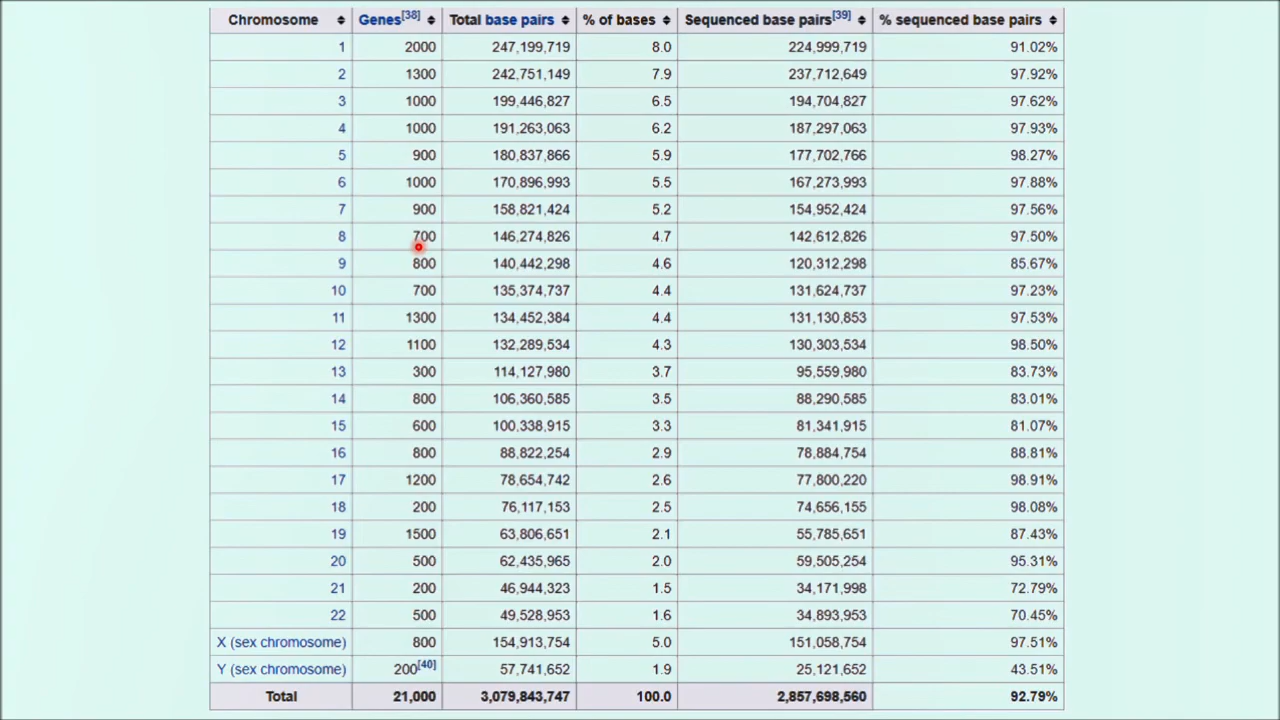 Chromosome Genes[38] Total base pairs % of bases Sequenced base pairs[39] % sequenced base pairs
1 2000 247,199,719 8.0 224,999,719 91.02%
2 1300 242,751,149 7.9 237,712,649 97.92%
3 1000 199,446,827 6.5 194,704,827 97.62%
4 1000 191,263,063 6.2 187,297,063 97.93%
5 900 180,837,866 5.9 177,702,766 98.27%
6 1000 170,896,993 5.5 167,273,993 97.88%
7 900 158,821,424 5.2 154,952,424 97.56%
8 700 146,274,826 4.7 142,612,826 97.50%
9 800 140,442,298 4.6 120,312,298 85.67%
10 700 135,374,737 4.4 131,624,737 97.23%
11 1300 134,452,384 4.4 131,130,853 97.53%
12 1100 132,289,534 4.3 130,303,534 98.50%
13 300 114,127,980 3.7 95,559,980 83.73%
14 800 106,360,585 3.5 88,290,585 83.01%
15 600 100,338,915 3.3 81,341,915 81.07%
16 800 88,822,254 2.9 78,884,754 88.81%
17 1200 78,654,742 2.6 77,800,220 98.91%
18 200 76,117,153 2.5 74,656,155 98.08%
19 1500 63,806,651 2.1 55,785,651 87.43%
20 500 62,435,965 2.0 59,505,254 95.31%
21 200 46,944,323 1.5 34,171,998 72.79%
22 500 49,528,953 1.6 34,893,953 70.45%
X (sex chromosome) 800 154,913,754 5.0 151,058,754 97.51%
Y (sex chromosome) 200[40] 57,741,652 1.9 25,121,652 43.51%
Total 21,000 3,079,843,747 100.0 2,857,698,560 92.79%